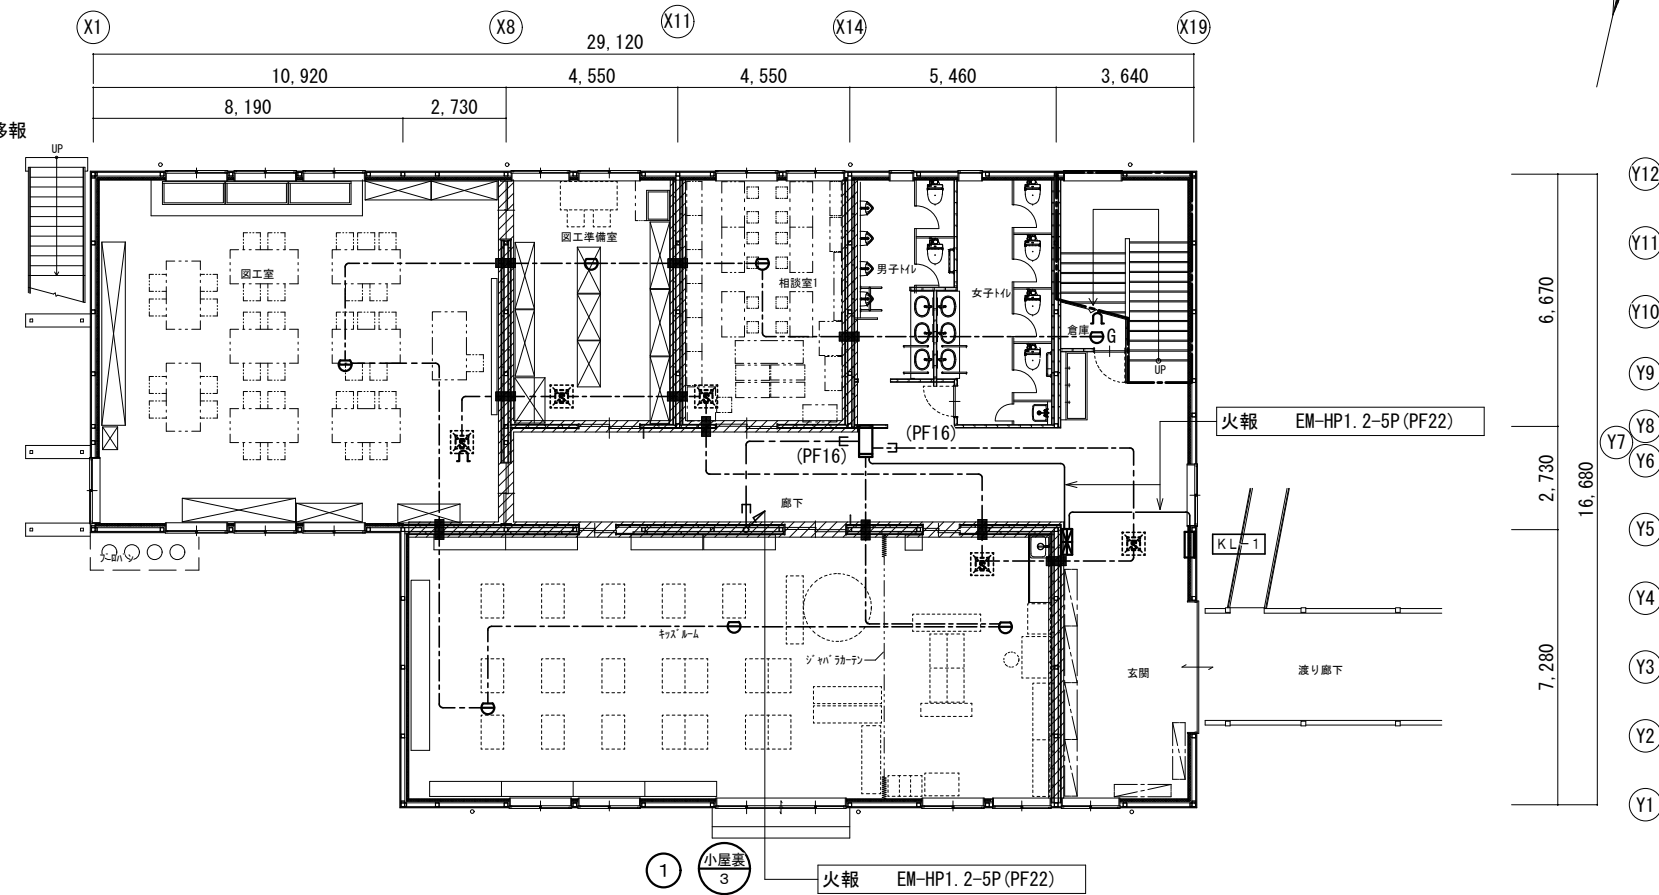 X1 X8 X11 X14 X19
29,120
10,920 4,550 4,550 5,460 3,640
8,190 2,730
移報
UP
Y12
図工準備室
Y11
図工室
男子トイレ
相談室1
女子トイレ
6,670
Y10
倉庫
G
UP
Y9
火報 EM-HP1.2-5P(PF22)
(PF16)
(PF16)
Y8
Y7
Y6
2,730
16,680
廊下
Y5
KL-1
Y4
キッズルーム
ジャバラカーテン
玄関
渡り廊下
7,280
Y3
Y2
Y1
1
小屋裏
3
火報 EM-HP1.2-5P(PF22)